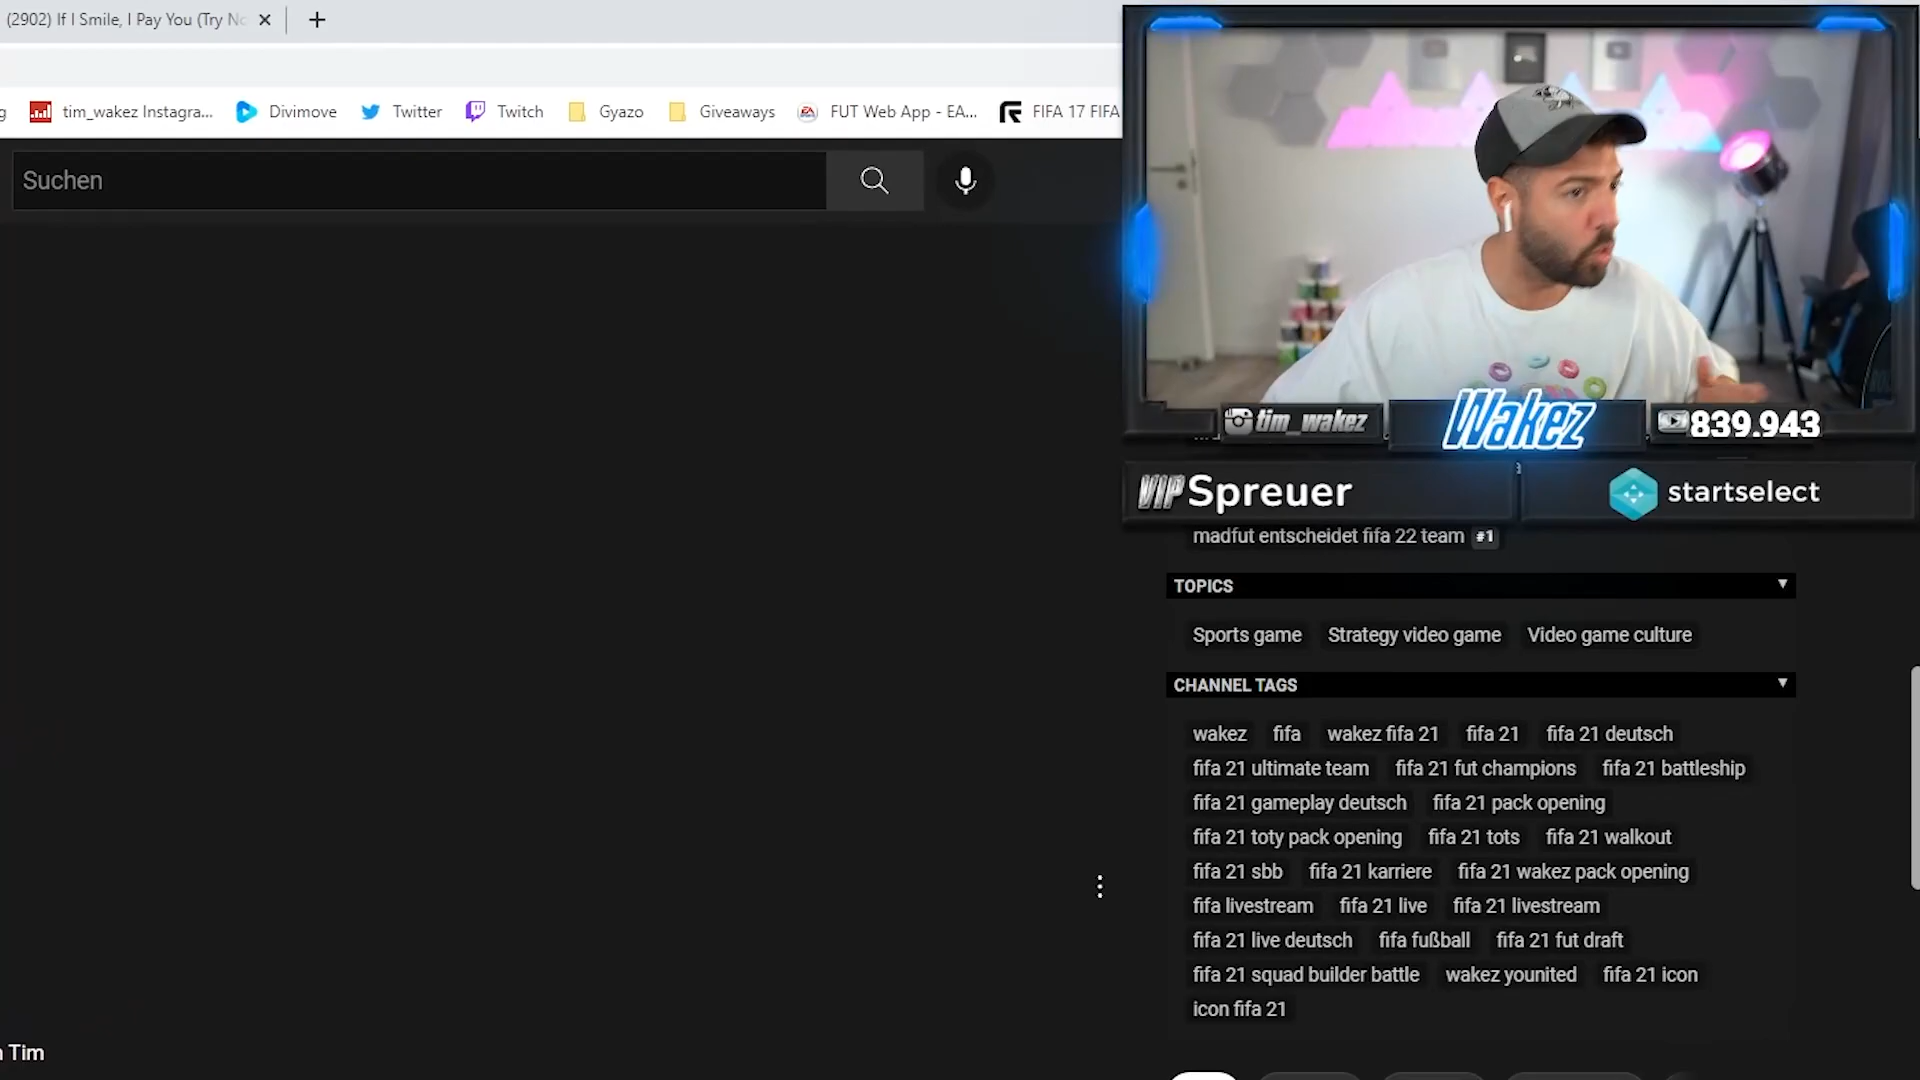 (2902) If I Smile, I Pay You (Try No
tim_wakez Instagra...
Divimove
Twitter
Twitch
Gyazo
Giveaways
FUT Web App - EA...
FIFA 17 FIFA
Suchen
tim_wakez
Wakez
839.943
VIP Spreuer
startselect
madfut entscheidet fifa 22 team #1
TOPICS
Sports game Strategy video game Video game culture
CHANNEL TAGS
wakez fifa wakez fifa 21 fifa 21 fifa 21 deutsch
fifa 21 ultimate team fifa 21 fut champions fifa 21 battleship
fifa 21 gameplay deutsch fifa 21 pack opening
fifa 21 toty pack opening fifa 21 tots fifa 21 walkout
fifa 21 sbb fifa 21 karriere fifa 21 wakez pack opening
fifa livestream fifa 21 live fifa 21 livestream
fifa 21 live deutsch fifa fußball fifa 21 fut draft
fifa 21 squad builder battle wakez younited fifa 21 icon
icon fifa 21
Tim